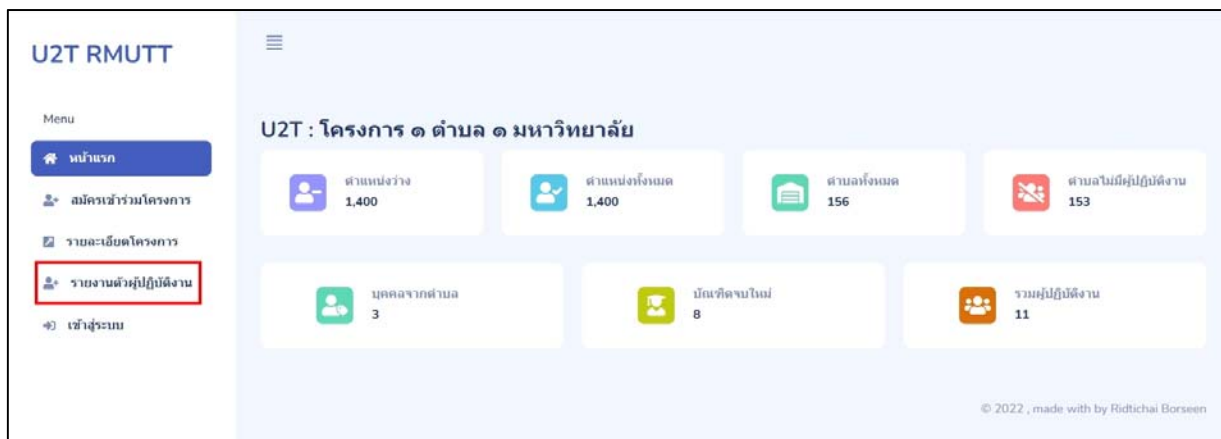 U2T RMUTT
Menu
หน้าแรก
สมัครเข้าร่วมโครงการ
รายละเอียดโครงการ
รายงานตัวผู้ปฏิบัติงาน
เข้าสู่ระบบ
U2T : โครงการ ๑ ตำบล ๑ มหาวิทยาลัย
ตำแหน่งว่าง
1,400
ตำแหน่งทั้งหมด
1,400
ตำบลทั้งหมด
156
ตำบลไม่มีผู้ปฏิบัติงาน
153
บุคคลจากตำบล
3
บัณฑิตจบใหม่
8
รวมผู้ปฏิบัติงาน
11
© 2022 , made with by Ridtichai Borseen